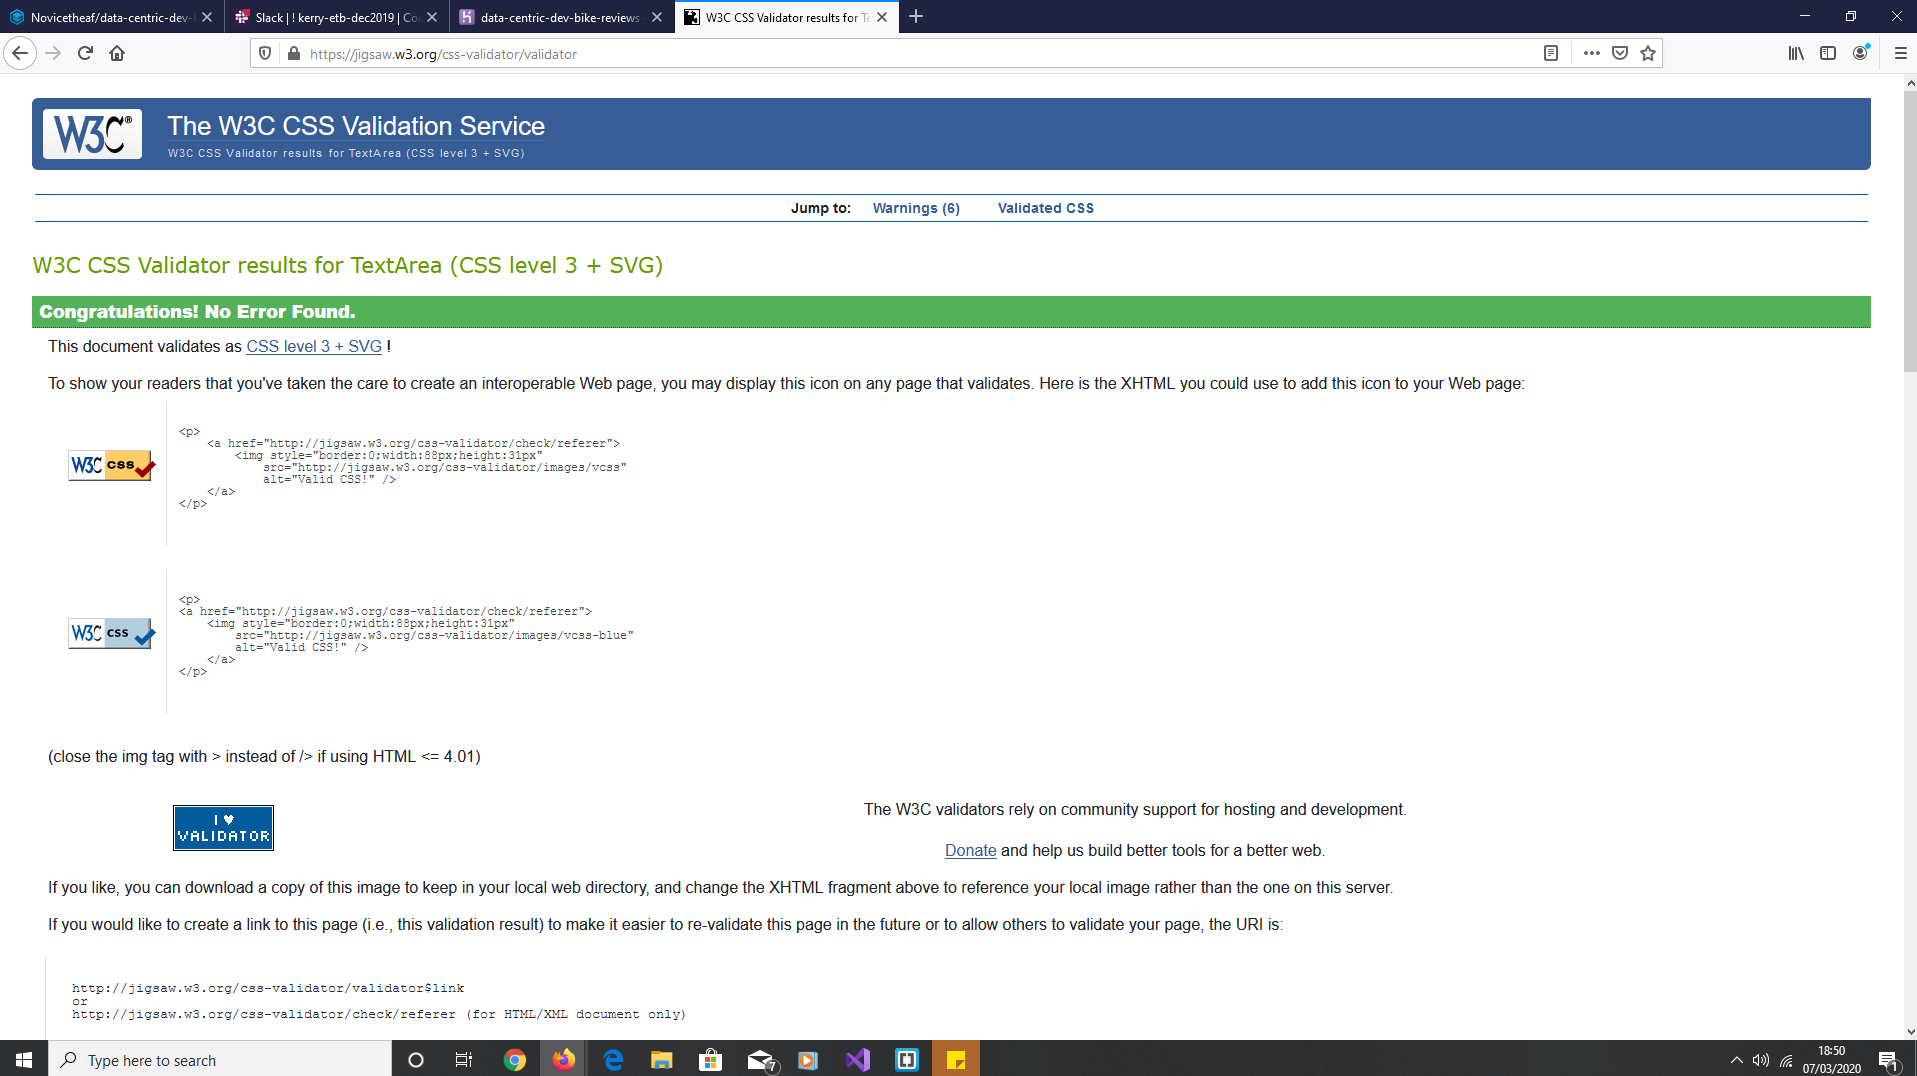 Novicetheaf/data-centric-dev-
Slack | ! kerry-etb-dec2019 | Co
data-centric-dev-bike-reviews
W3C CSS Validator results for Te
https://jigsaw.w3.org/css-validator/validator
W3C®
The W3C CSS Validation Service
W3C CSS Validator results for TextArea (CSS level 3 + SVG)
Jump to: Warnings (6) Validated CSS
W3C CSS Validator results for TextArea (CSS level 3 + SVG)
Congratulations! No Error Found.
This document validates as CSS level 3 + SVG !
To show your readers that you've taken the care to create an interoperable Web page, you may display this icon on any page that validates. Here is the XHTML you could use to add this icon to your Web page:
W3C css
<p>
<a href="http://jigsaw.w3.org/css-validator/check/referer">
<img style="border:0;width:88px;height:31px"
src="http://jigsaw.w3.org/css-validator/images/vcss"
alt="Valid CSS!" />
</a>
</p>
W3C css
<p>
<a href="http://jigsaw.w3.org/css-validator/check/referer">
<img style="border:0;width:88px;height:31px"
src="http://jigsaw.w3.org/css-validator/images/vcss-blue"
alt="Valid CSS!" />
</a>
</p>
(close the img tag with > instead of /> if using HTML <= 4.01)
I ♥
VALIDATOR
The W3C validators rely on community support for hosting and development.
Donate and help us build better tools for a better web.
If you like, you can download a copy of this image to keep in your local web directory, and change the XHTML fragment above to reference your local image rather than the one on this server.
If you would like to create a link to this page (i.e., this validation result) to make it easier to re-validate this page in the future or to allow others to validate your page, the URI is:
http://jigsaw.w3.org/css-validator/validator$link
or
http://jigsaw.w3.org/css-validator/check/referer (for HTML/XML document only)
Type here to search
7
18:50
07/03/2020
1